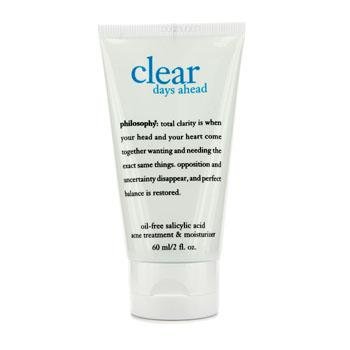 clear
days ahead
philosophy: total clarity is when
your head and your heart come
together wanting and needing the
exact same things. opposition and
uncertainty disappear, and perfect
balance is restored.
oil-free salicylic acid
acne treatment & moisturizer
60 ml/2 fl. oz.